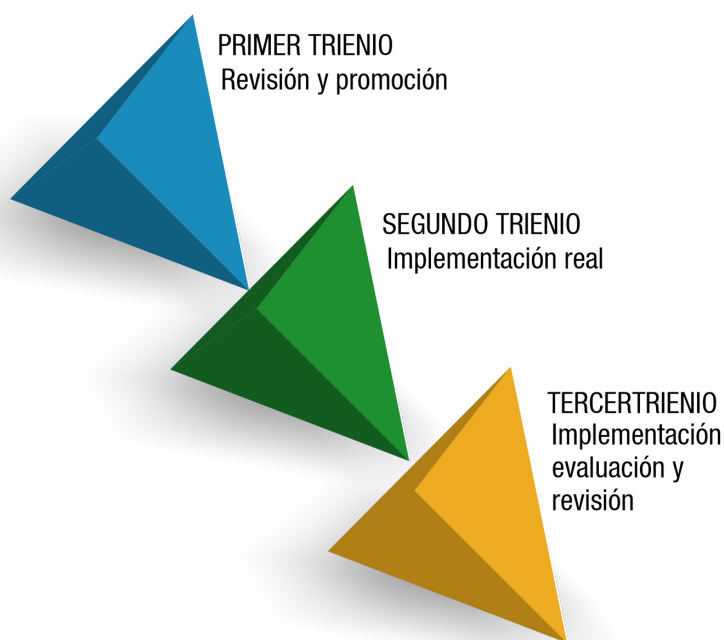 PRIMER TRIENIO
Revisión y promoción
SEGUNDO TRIENIO
Implementación real
TERCERTRIENIO
Implementación
evaluación y
revisión